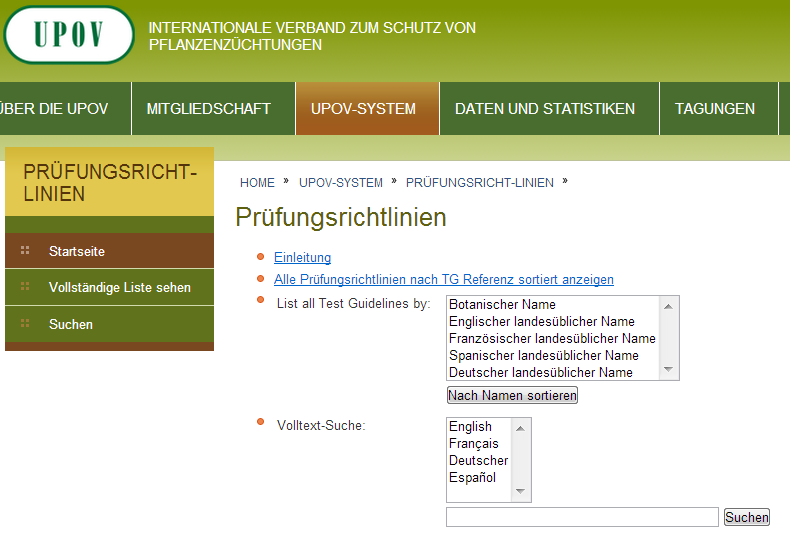 UPOV
INTERNATIONALE VERBAND ZUM SCHUTZ VON
PFLANZENZÜCHTUNGEN
ÜBER DIE UPOV
MITGLIEDSCHAFT
UPOV-SYSTEM
DATEN UND STATISTIKEN
TAGUNGEN
PRÜFUNGSRICHT-
LINIEN
Startseite
Vollständige Liste sehen
Suchen
HOME » UPOV-SYSTEM » PRÜFUNGSRICHT-LINIEN »
Prüfungsrichtlinien
Einleitung
Alle Prüfungsrichtlinien nach TG Referenz sortiert anzeigen
List all Test Guidelines by:
Botanischer Name
Englischer landesüblicher Name
Französischer landesüblicher Name
Spanischer landesüblicher Name
Deutscher landesüblicher Name
Nach Namen sortieren
Volltext-Suche:
English
Français
Deutscher
Español
Suchen